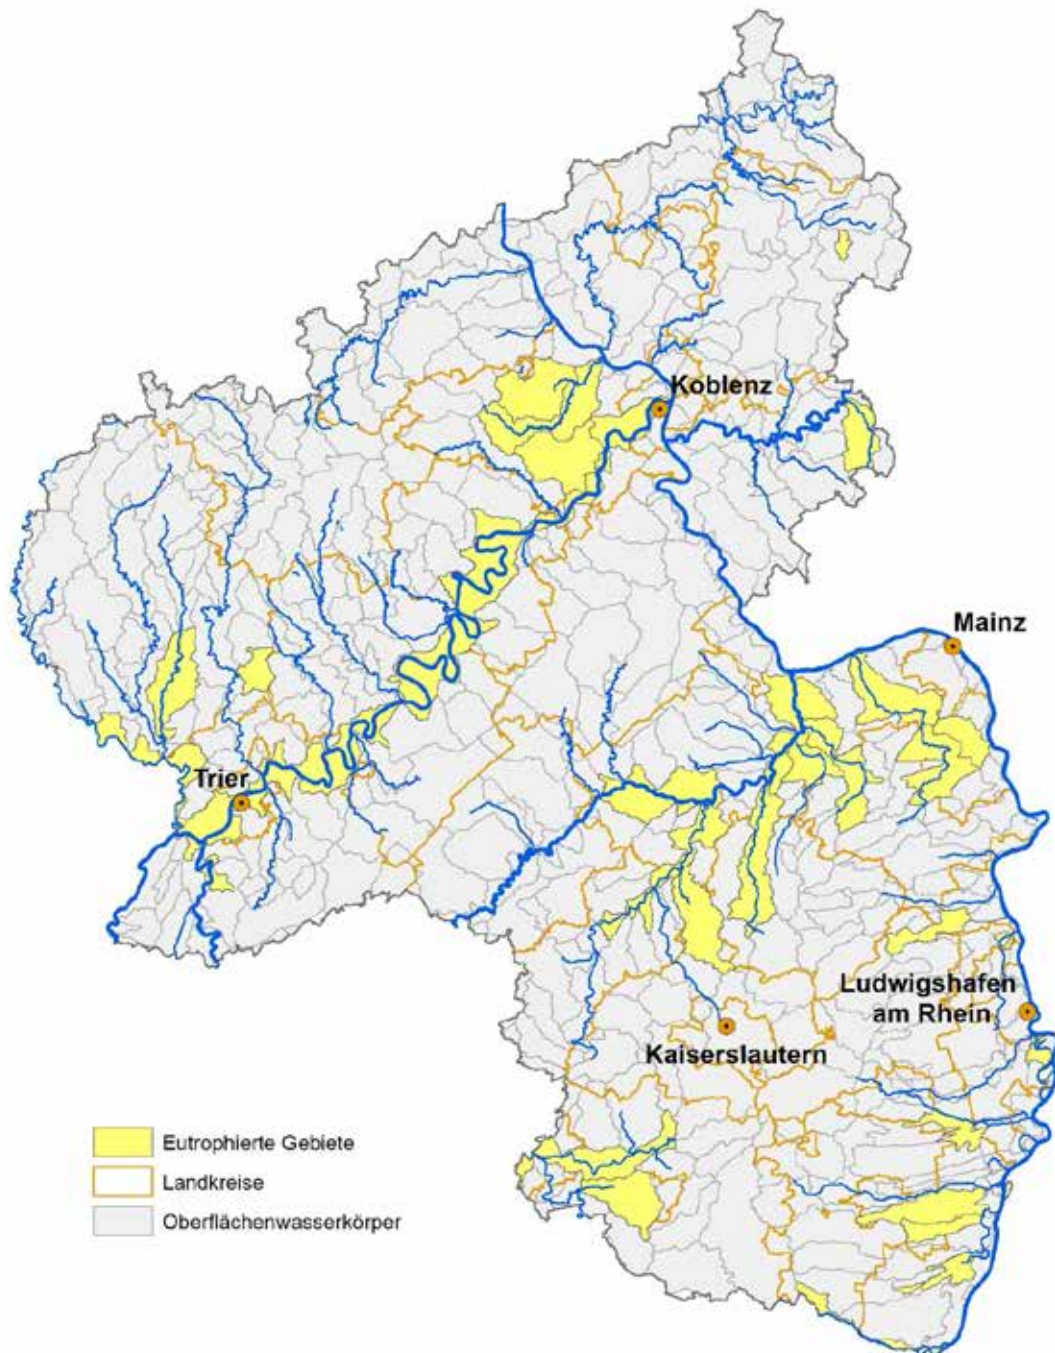 Koblenz
Mainz
Trier
Ludwigshafen
am Rhein
Kaiserslautern
Eutrophierte Gebiete
Landkreise
Oberflächenwasserkörper